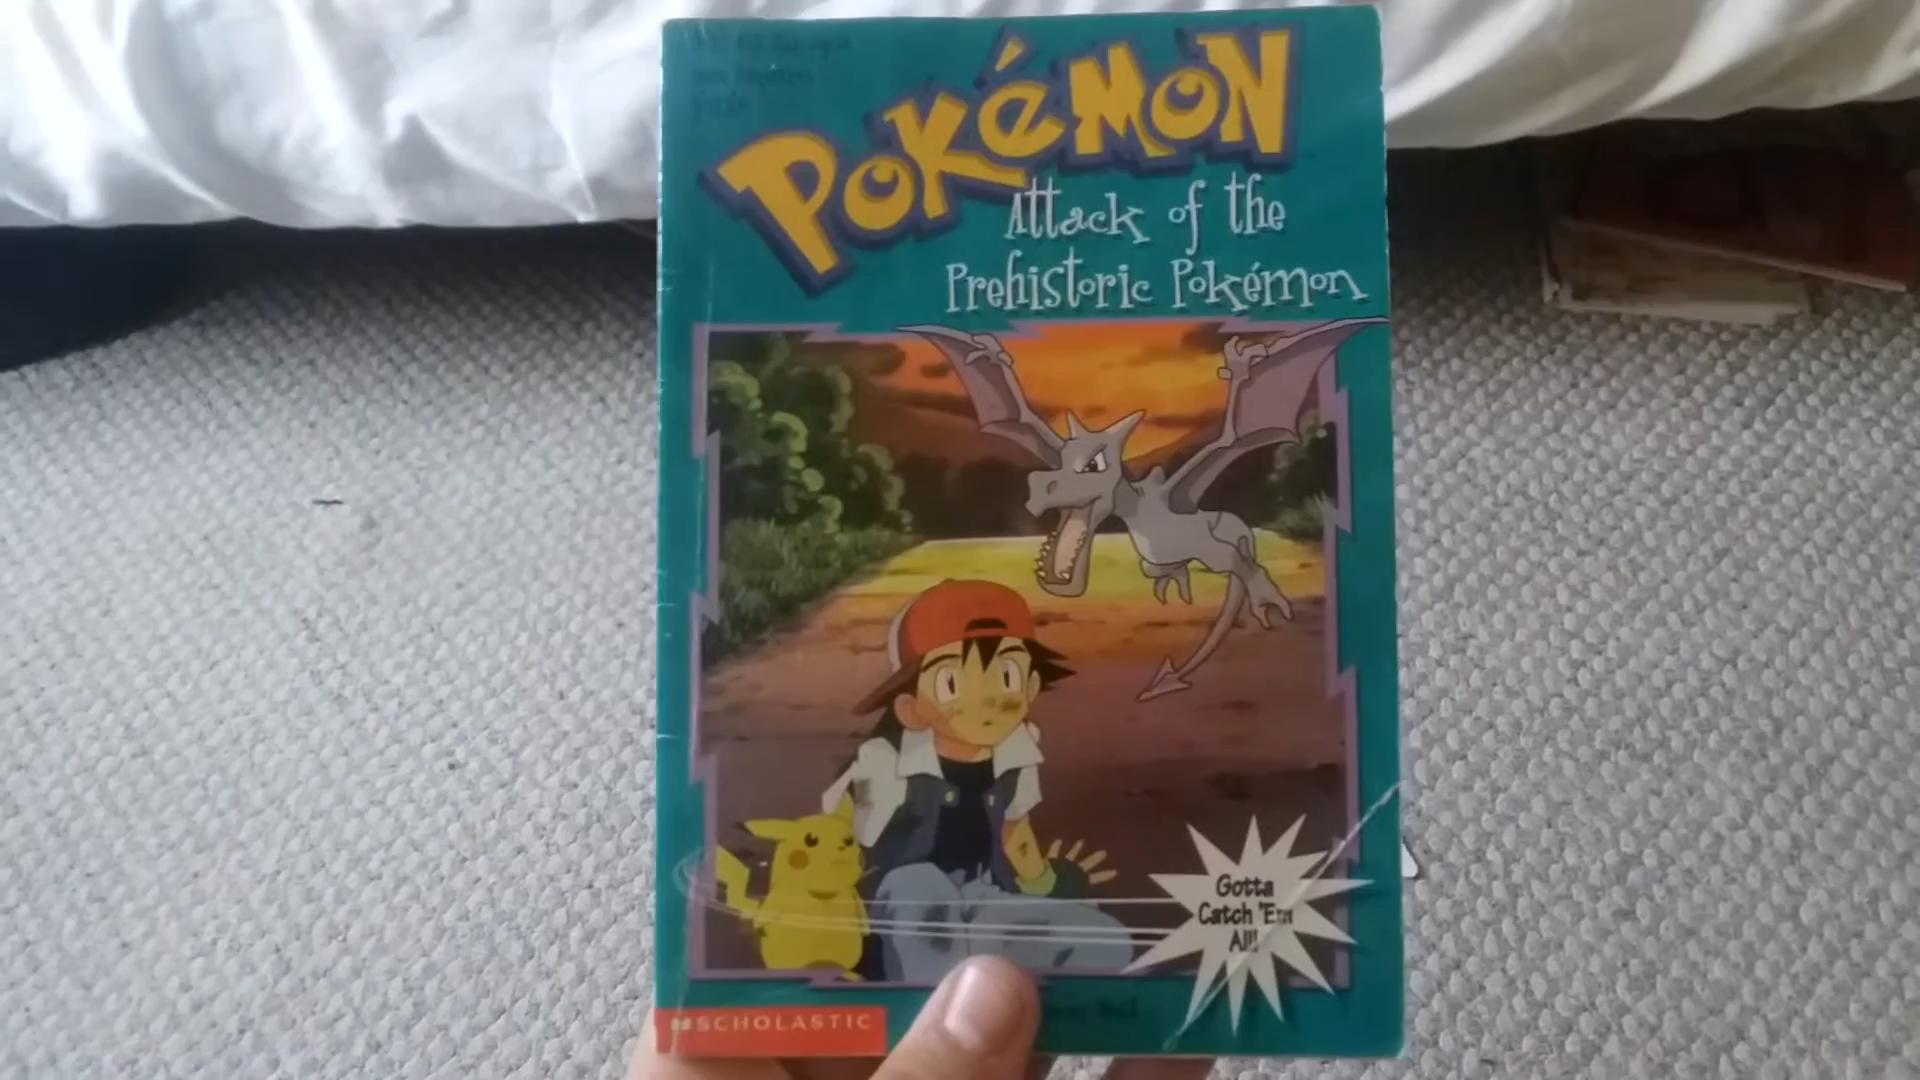 Pokémon
Attack of the
Prehistoric Pokémon
Gotta
Catch 'Em
All!
SCHOLASTIC